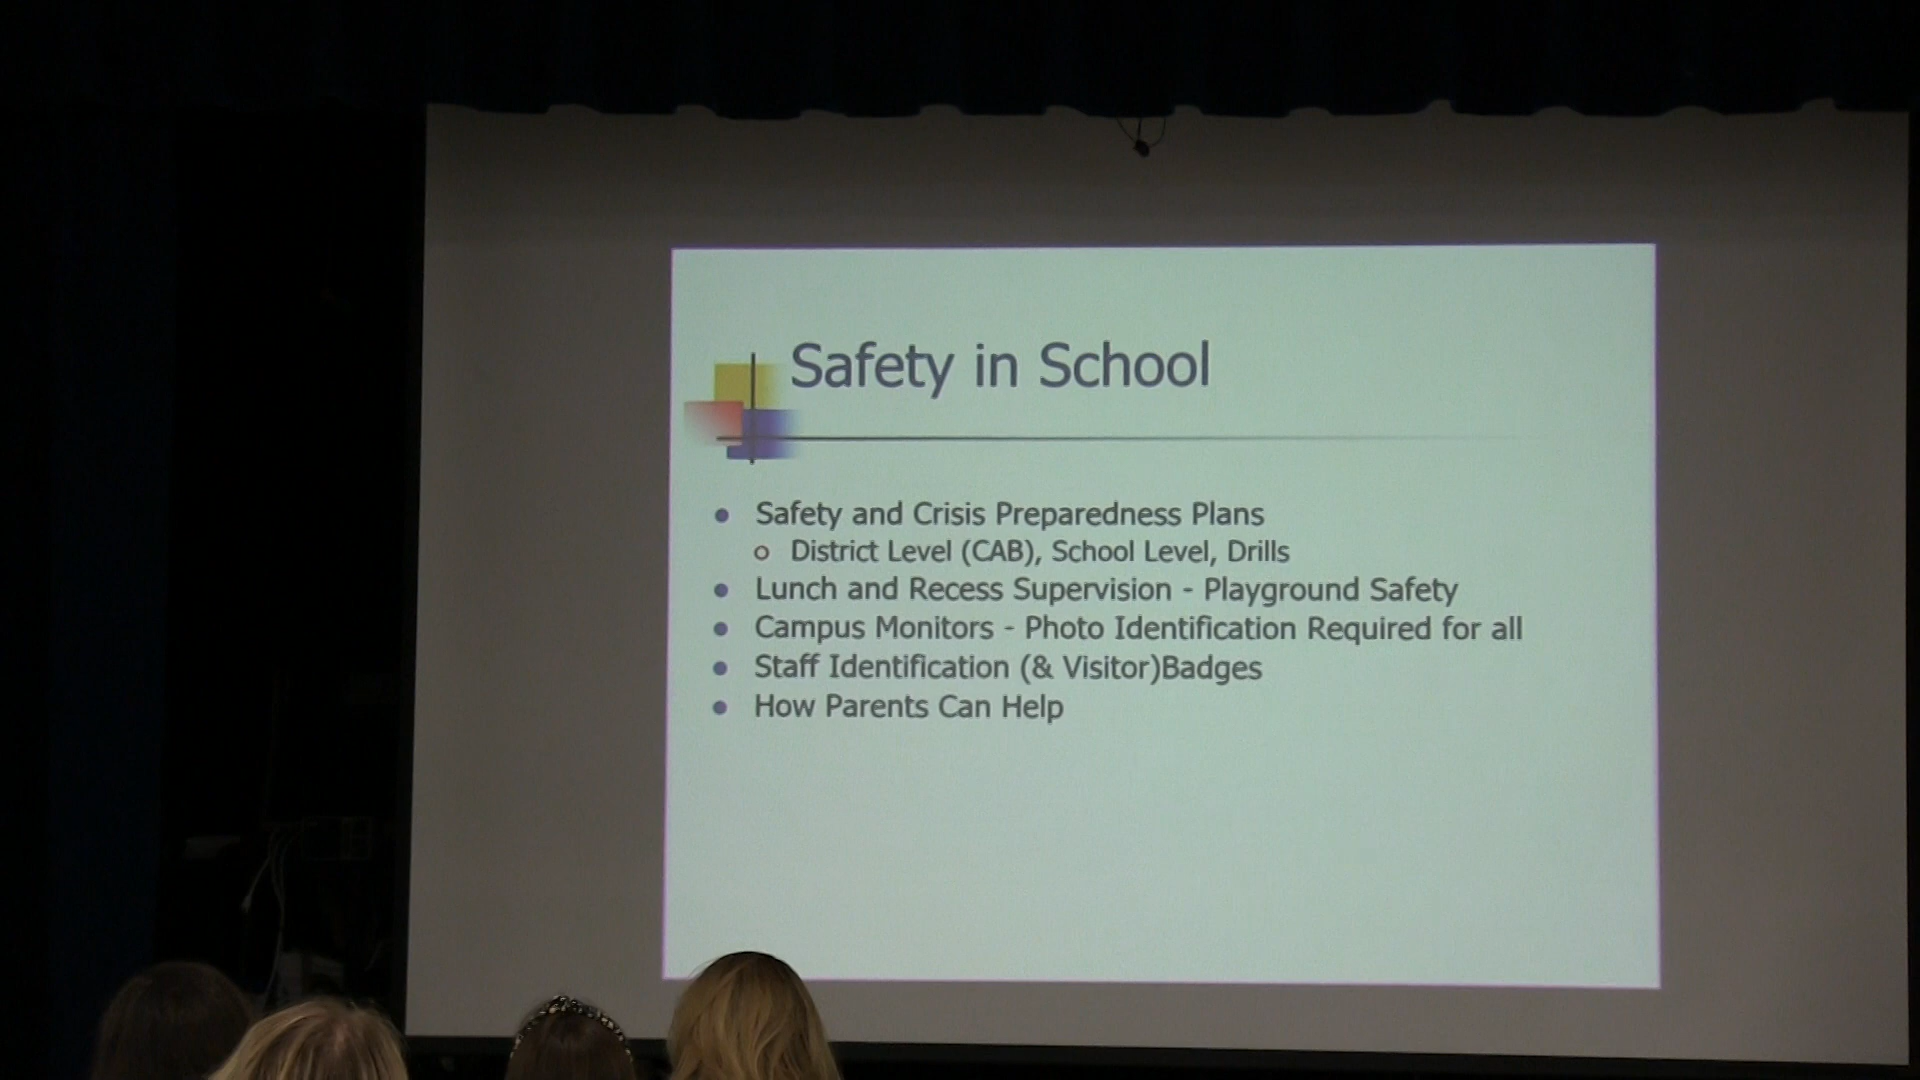 Safety in School
• Safety and Crisis Preparedness Plans
o District Level (CAB), School Level, Drills
• Lunch and Recess Supervision - Playground Safety
• Campus Monitors - Photo Identification Required for all
• Staff Identification (& Visitor)Badges
• How Parents Can Help